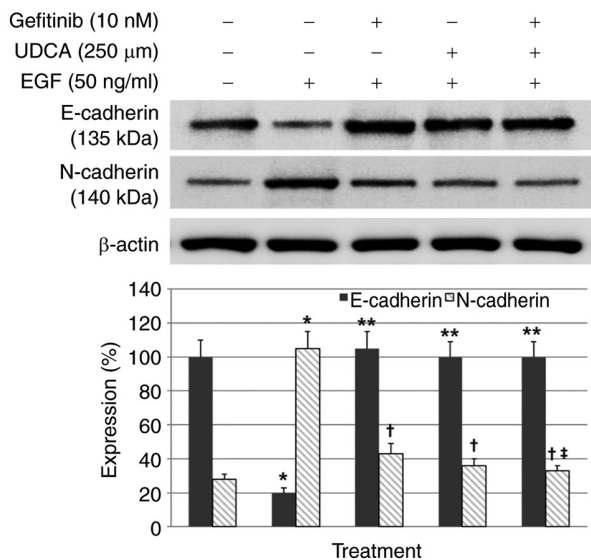 Gefitinib (10 nM) – – + – +
UDCA (250 μm) – – – + +
EGF (50 ng/ml) – + + + +
E-cadherin
(135 kDa)
N-cadherin
(140 kDa)
β-actin
140
120
100
80
60
40
20
0
Expression (%)
E-cadherin N-cadherin
* ** ** **
† † † ‡
*
Treatment